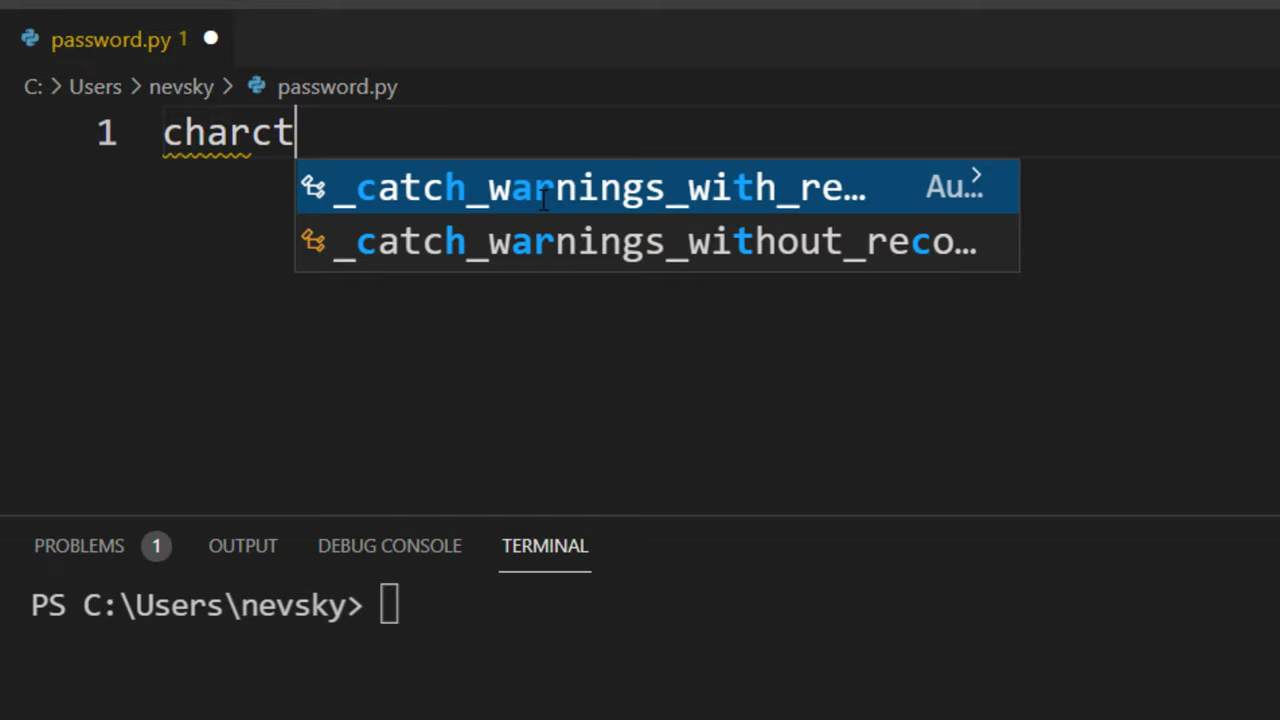 password.py 1
C: > Users > nevsky > password.py
1 charct
_catch_warnings_with_re… Au…
_catch_warnings_without_reco…
PROBLEMS 1 OUTPUT DEBUG CONSOLE TERMINAL
PS C:\Users\nevsky>